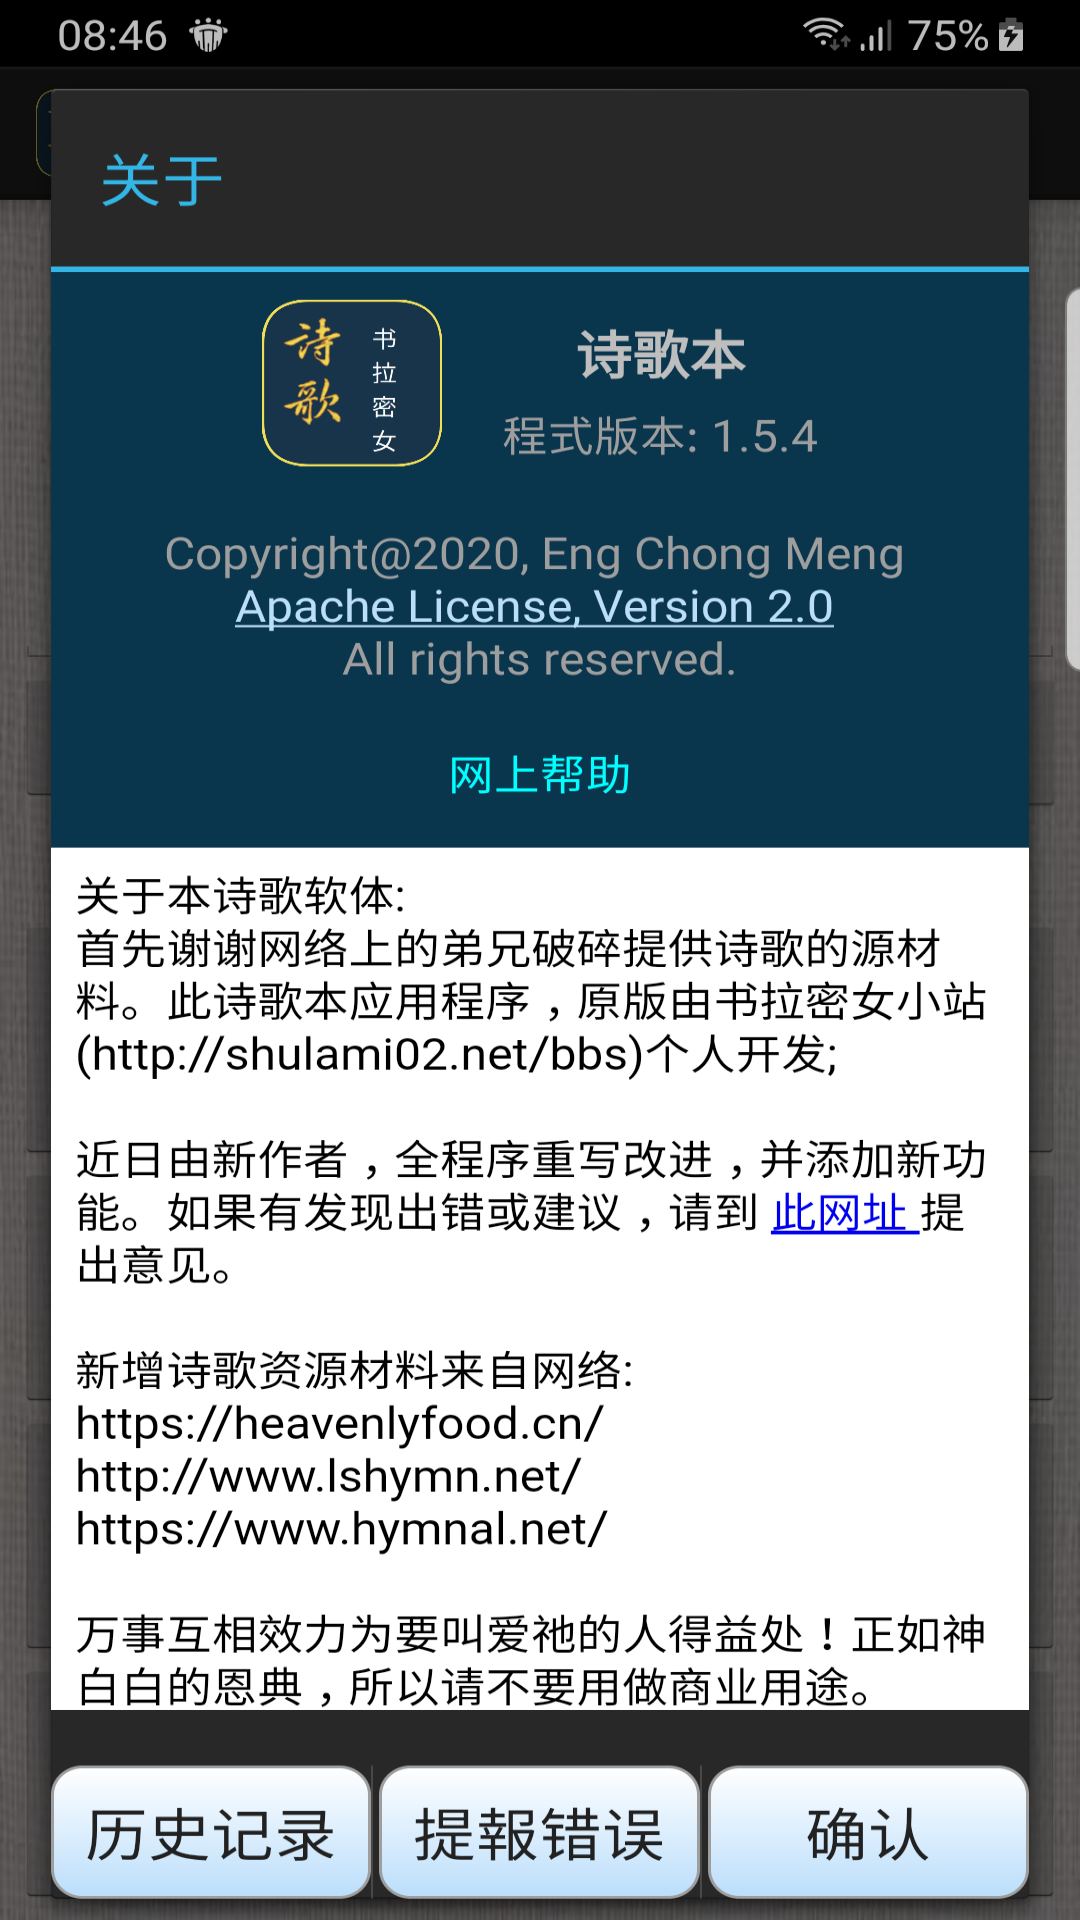 08:46
75%
关于
诗歌
书拉密女
诗歌本
程式版本: 1.5.4
Copyright@2020, Eng Chong Meng
Apache License, Version 2.0
All rights reserved.
网上帮助
关于本诗歌软体:
首先谢谢网络上的弟兄破碎提供诗歌的源材
料。此诗歌本应用程序，原版由书拉密女小站
(http://shulami02.net/bbs)个人开发;
近日由新作者，全程序重写改进，并添加新功
能。如果有发现出错或建议，请到 此网址 提
出意见。
新增诗歌资源材料来自网络:
https://heavenlyfood.cn/
http://www.lshymn.net/
https://www.hymnal.net/
万事互相效力为要叫爱祂的人得益处！正如神
白白的恩典，所以请不要用做商业用途。
历史记录
提報错误
确认